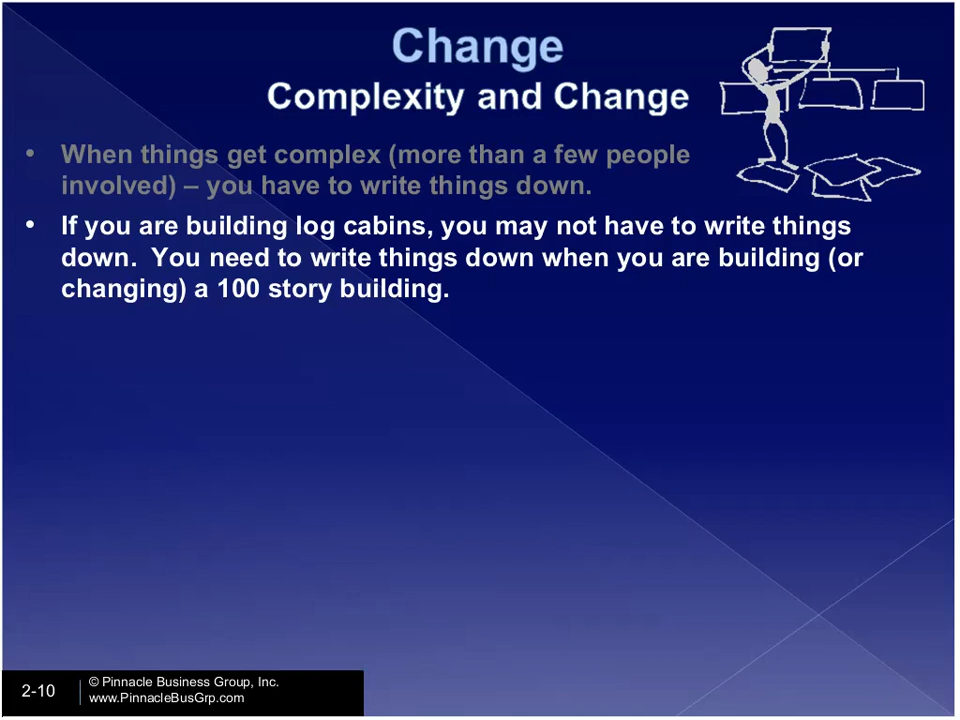 Change
Complexity and Change
• When things get complex (more than a few people
involved) – you have to write things down.
• If you are building log cabins, you may not have to write things
down.  You need to write things down when you are building (or
changing) a 100 story building.
2-10
© Pinnacle Business Group, Inc.
www.PinnacleBusGrp.com